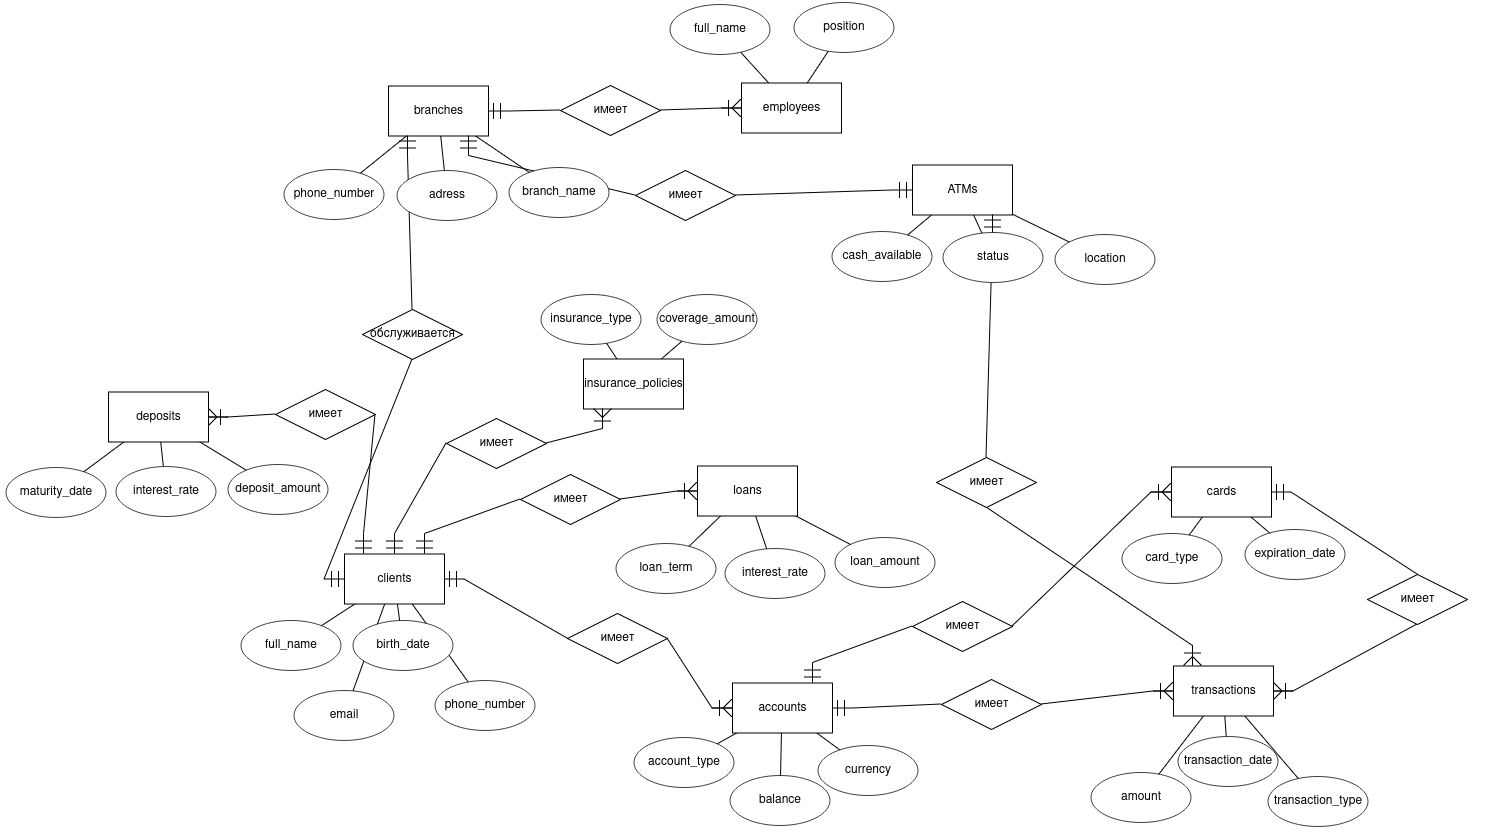 full_name
position
branches
имеет
employees
phone_number
adress
branch_name
имеет
ATMs
cash_available
status
location
обслуживается
insurance_type
coverage_amount
insurance_policies
deposits
имеет
имеет
maturity_date
interest_rate
deposit_amount
имеет
loans
loan_term
interest_rate
loan_amount
имеет
cards
card_type
expiration_date
имеет
clients
full_name
birth_date
email
phone_number
имеет
имеет
accounts
имеет
transactions
account_type
balance
currency
amount
transaction_date
transaction_type